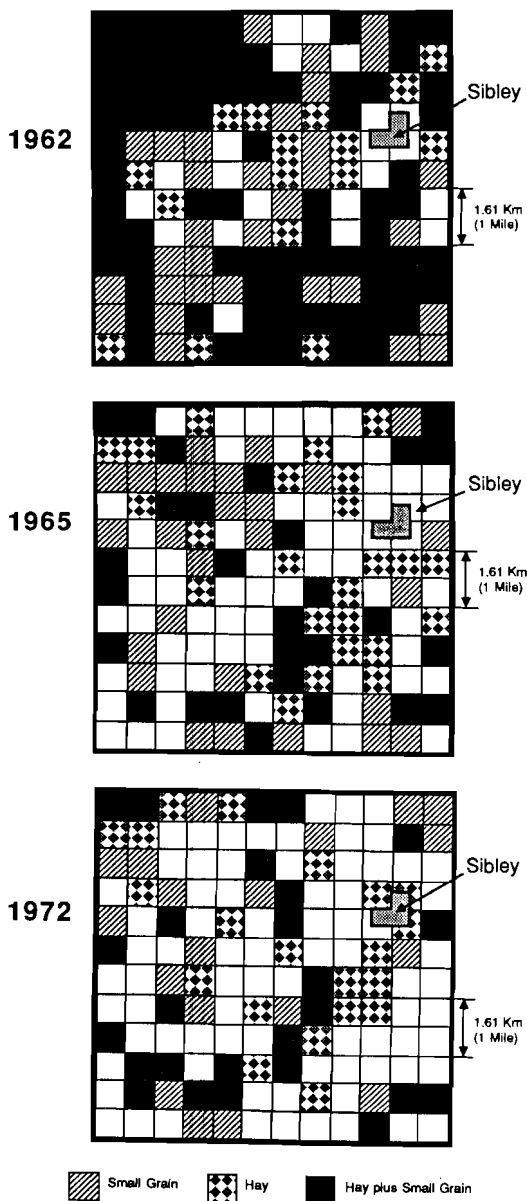 Sibley
1962
1.61 Km
(1 Mile)
Sibley
1965
1.61 Km
(1 Mile)
Sibley
1972
1.61 Km
(1 Mile)
Small Grain
Hay
Hay plus Small Grain